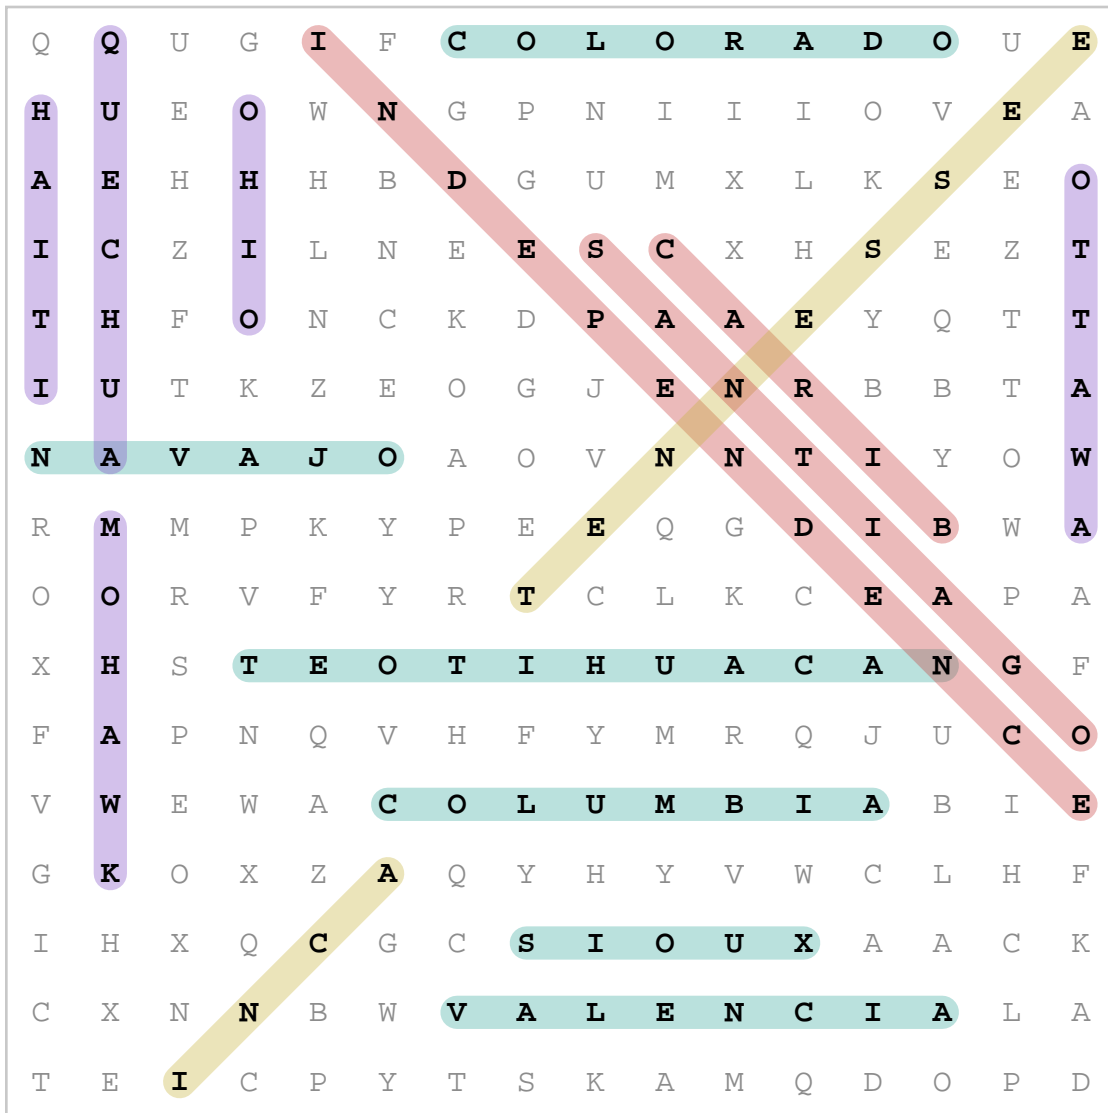 Q Q U G I F C O L O R A D O U E
H U E O W N G P N I I I O V E A
A E H H H B D G U M X L K S E O
I C Z I L N E E S C X H S E Z T
T H F O N C K D P A A E Y Q T T
I U T K Z E O G J E N R B B T A
N A V A J O A O V N N T I Y O W
R M M P K Y P E E Q G D I B W A
O O R V F Y R T C L K C E A P A
X H S T E O T I H U A C A N G F
F A P N Q V H F Y M R Q J U C O
V W E W A C O L U M B I A B I E
G K O X Z A Q Y H Y V W C L H F
I H X Q C G C S I O U X A A C K
C X N N B W V A L E N C I A L A
T E I C P Y T S K A M Q D O P D